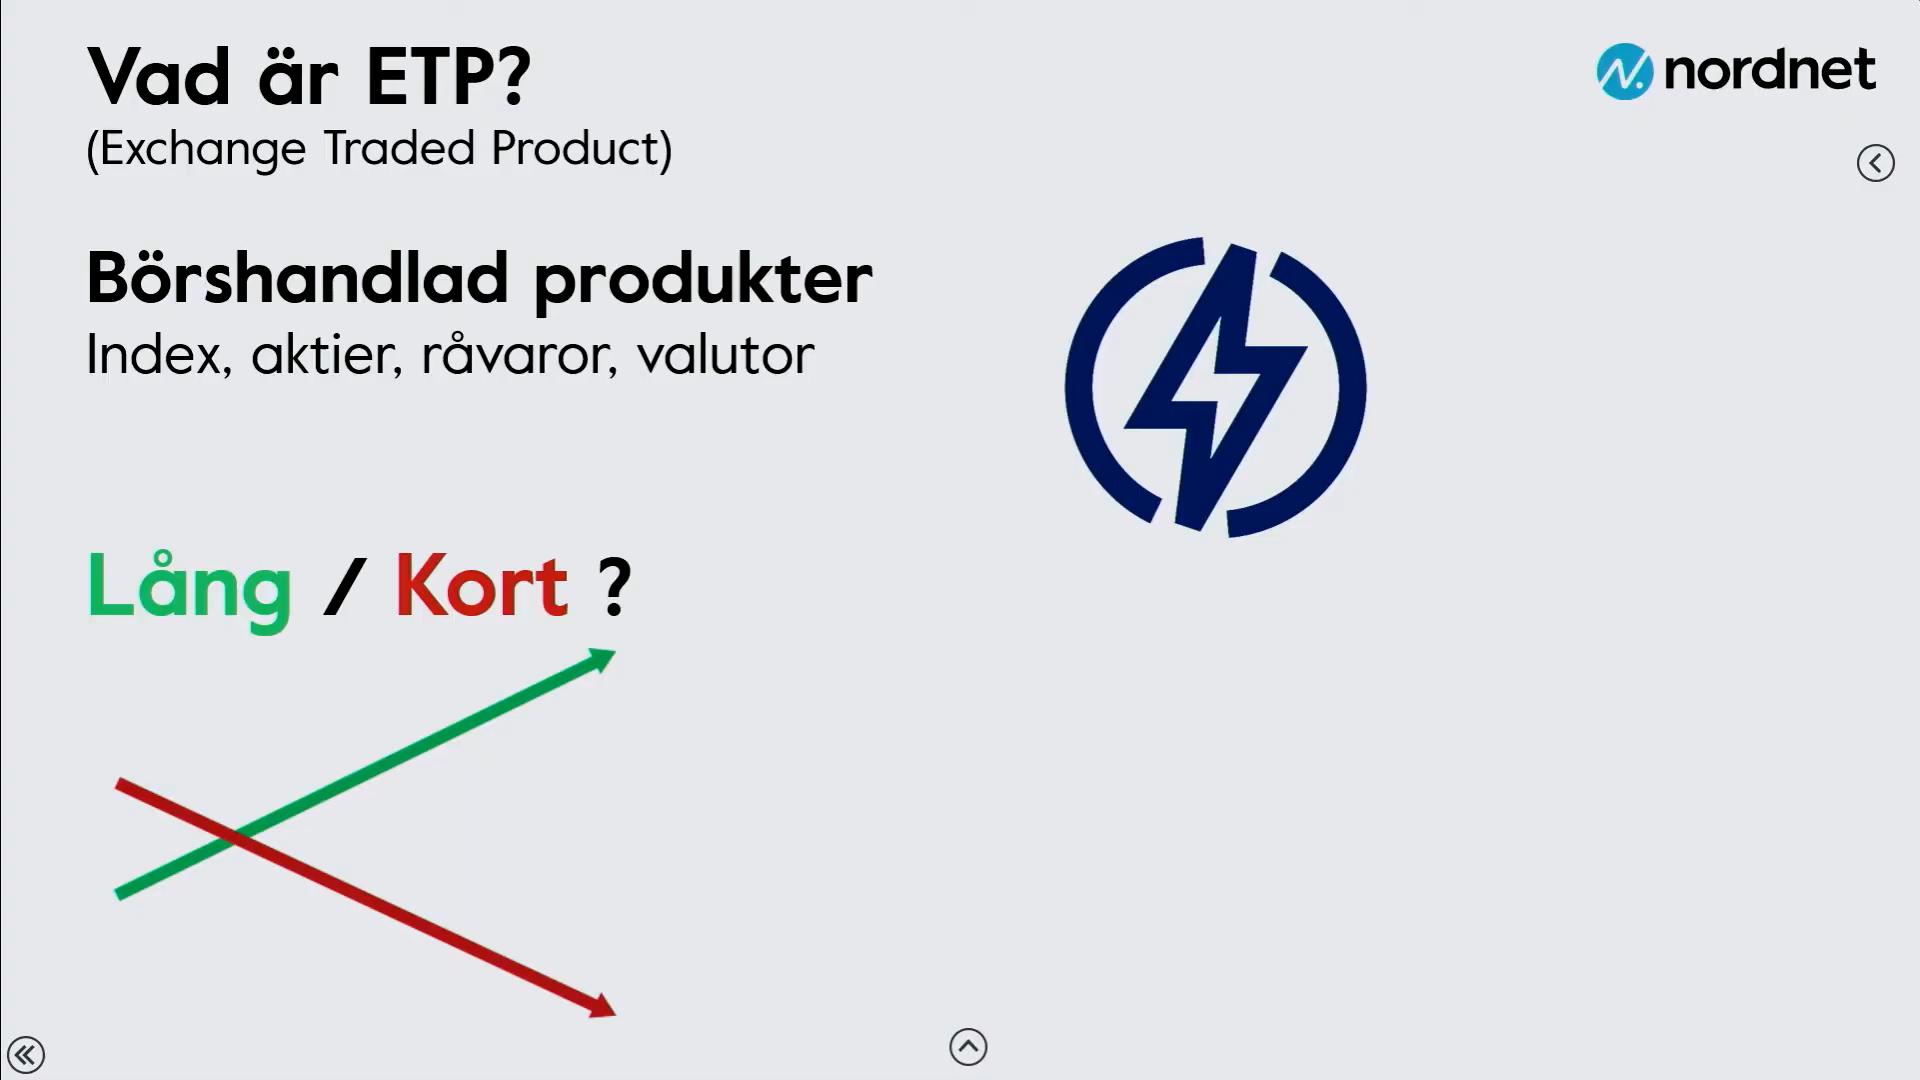 Vad är ETP?
nordnet
(Exchange Traded Product)
Börshandlad produkter
Index, aktier, råvaror, valutor
Lång / Kort ?